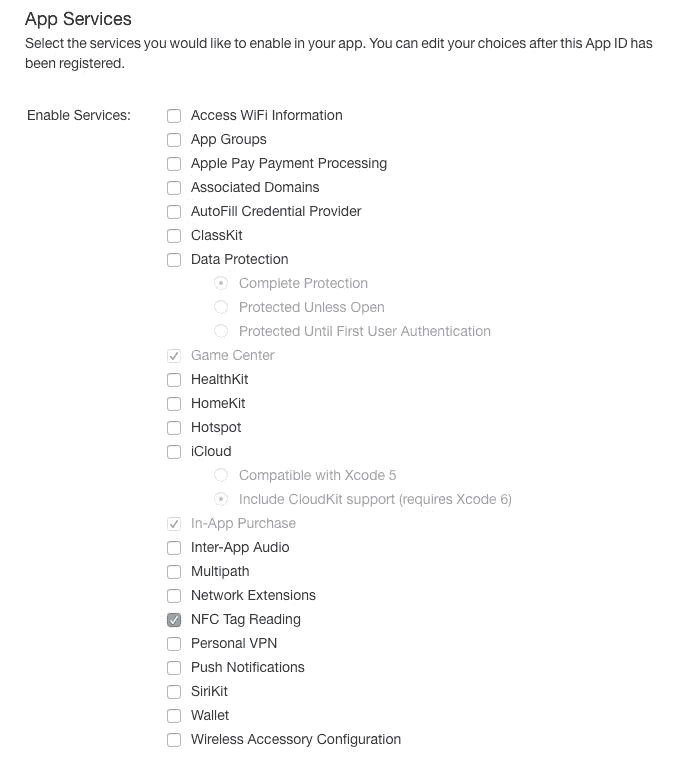 App Services
Select the services you would like to enable in your app. You can edit your choices after this App ID has
been registered.
Enable Services:
Access WiFi Information
App Groups
Apple Pay Payment Processing
Associated Domains
AutoFill Credential Provider
ClassKit
Data Protection
Complete Protection
Protected Unless Open
Protected Until First User Authentication
Game Center
HealthKit
HomeKit
Hotspot
iCloud
Compatible with Xcode 5
Include CloudKit support (requires Xcode 6)
In-App Purchase
Inter-App Audio
Multipath
Network Extensions
NFC Tag Reading
Personal VPN
Push Notifications
SiriKit
Wallet
Wireless Accessory Configuration